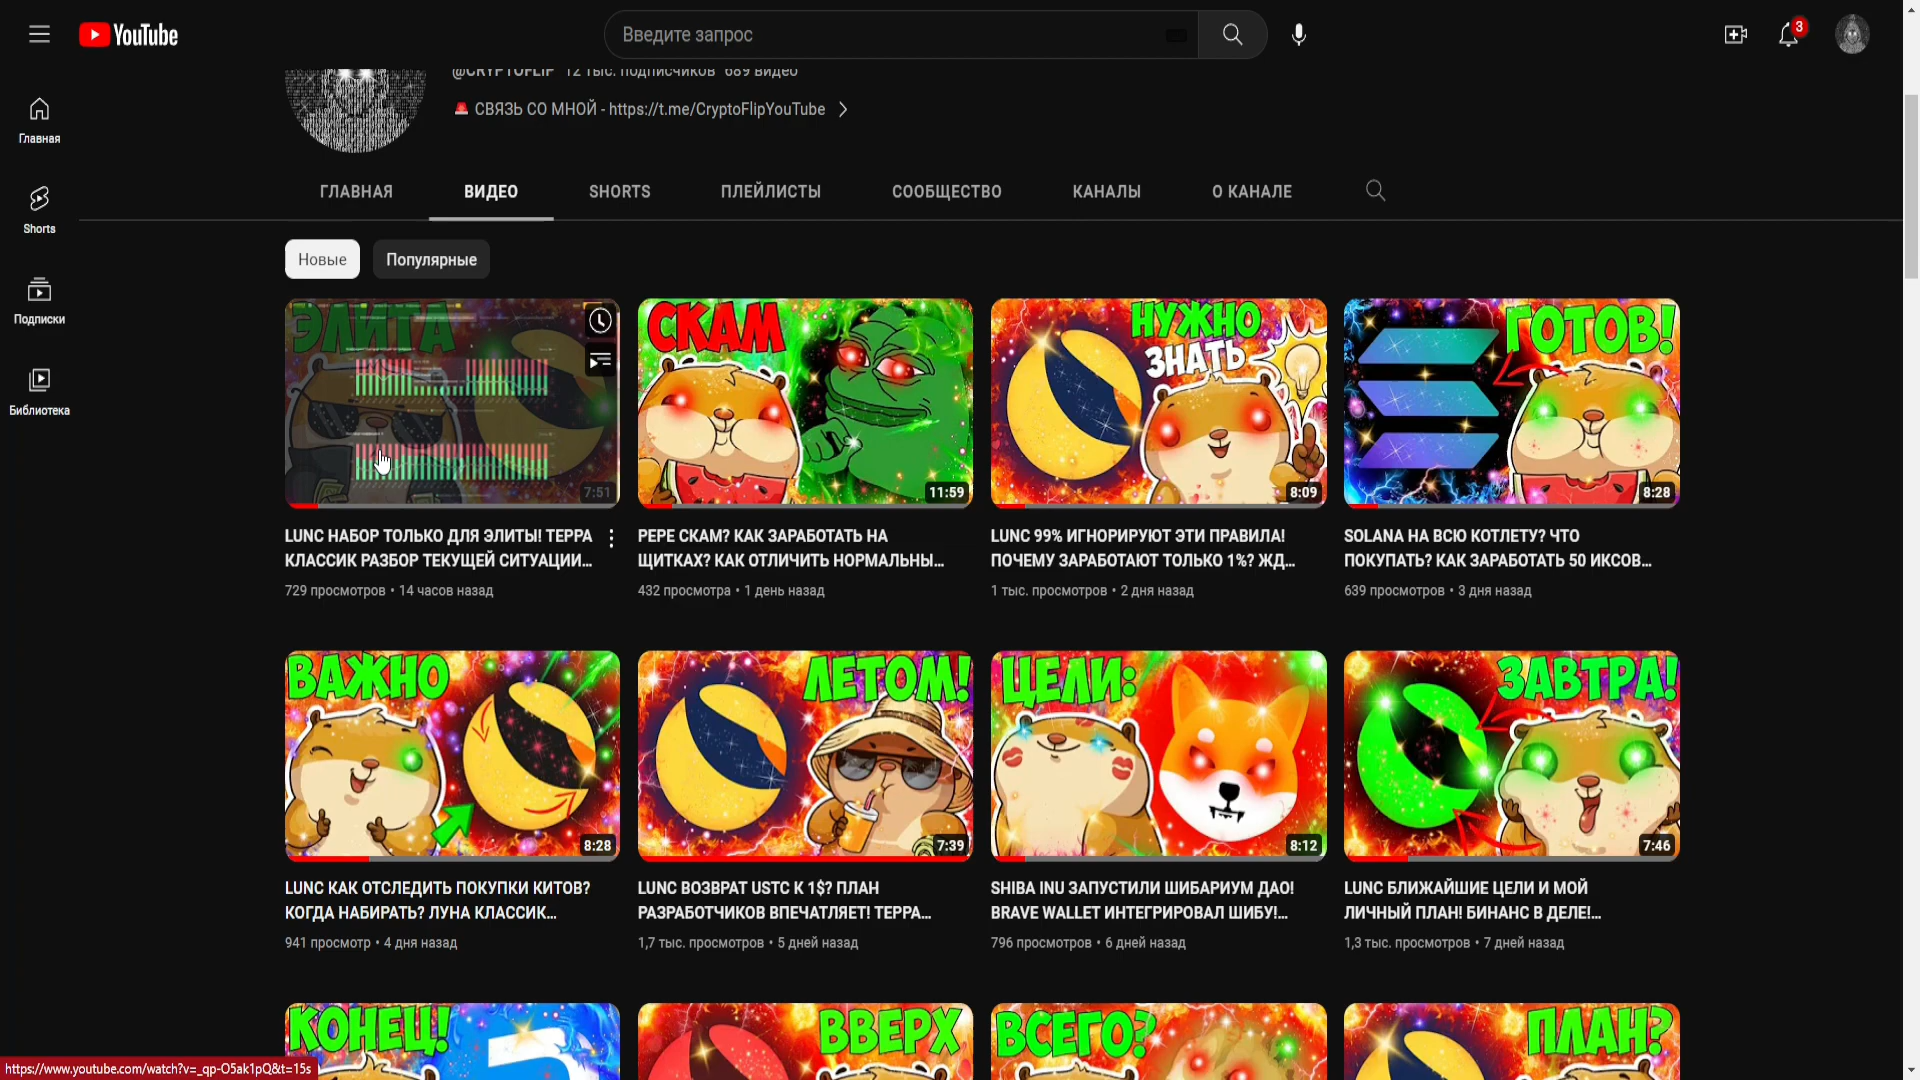 YouTube
Введите запрос
3
@CRYPTOFLIP 12 тыс. подписчиков 689 видео
СВЯЗЬ СО МНОЙ - https://t.me/CryptoFlipYouTube
Главная
Shorts
Подписки
Библиотека
ГЛАВНАЯ ВИДЕО SHORTS ПЛЕЙЛИСТЫ СООБЩЕСТВО КАНАЛЫ О КАНАЛЕ
Новые Популярные
ЭЛИТА
7:51
СКАМ
11:59
НУЖНО
ЗНАТЬ
8:09
ГОТОВ!
8:28
LUNC НАБОР ТОЛЬКО ДЛЯ ЭЛИТЫ! ТЕРРА
КЛАССИК РАЗБОР ТЕКУЩЕЙ СИТУАЦИИ...
729 просмотров • 14 часов назад
PEPE СКАМ? КАК ЗАРАБОТАТЬ НА
ЩИТКАХ? КАК ОТЛИЧИТЬ НОРМАЛЬНЫ...
432 просмотра • 1 день назад
LUNC 99% ИГНОРИРУЮТ ЭТИ ПРАВИЛА!
ПОЧЕМУ ЗАРАБОТАЮТ ТОЛЬКО 1%? ЖД...
1 тыс. просмотров • 2 дня назад
SOLANA НА ВСЮ КОТЛЕТУ? ЧТО
ПОКУПАТЬ? КАК ЗАРАБОТАТЬ 50 ИКСОВ...
639 просмотров • 3 дня назад
ВАЖНО
8:28
ЛЕТОМ!
7:39
ЦЕЛИ:
8:12
ЗАВТРА!
7:46
LUNC КАК ОТСЛЕДИТЬ ПОКУПКИ КИТОВ?
КОГДА НАБИРАТЬ? ЛУНА КЛАССИК...
941 просмотр • 4 дня назад
LUNC ВОЗВРАТ USTC К 1$? ПЛАН
РАЗРАБОТЧИКОВ ВПЕЧАТЛЯЕТ! ТЕРРА...
1,7 тыс. просмотров • 5 дней назад
SHIBA INU ЗАПУСТИЛИ ШИБАРИУМ ДАО!
BRAVE WALLET ИНТЕГРИРОВАЛ ШИБУ!...
796 просмотров • 6 дней назад
LUNC БЛИЖАЙШИЕ ЦЕЛИ И МОЙ
ЛИЧНЫЙ ПЛАН! БИНАНС В ДЕЛЕ!...
1,3 тыс. просмотров • 7 дней назад
КОНЕЦ!
ВВЕРХ
ВСЕГО?
ПЛАН?
https://www.youtube.com/watch?v=_qp-O5ak1pQ&t=15s